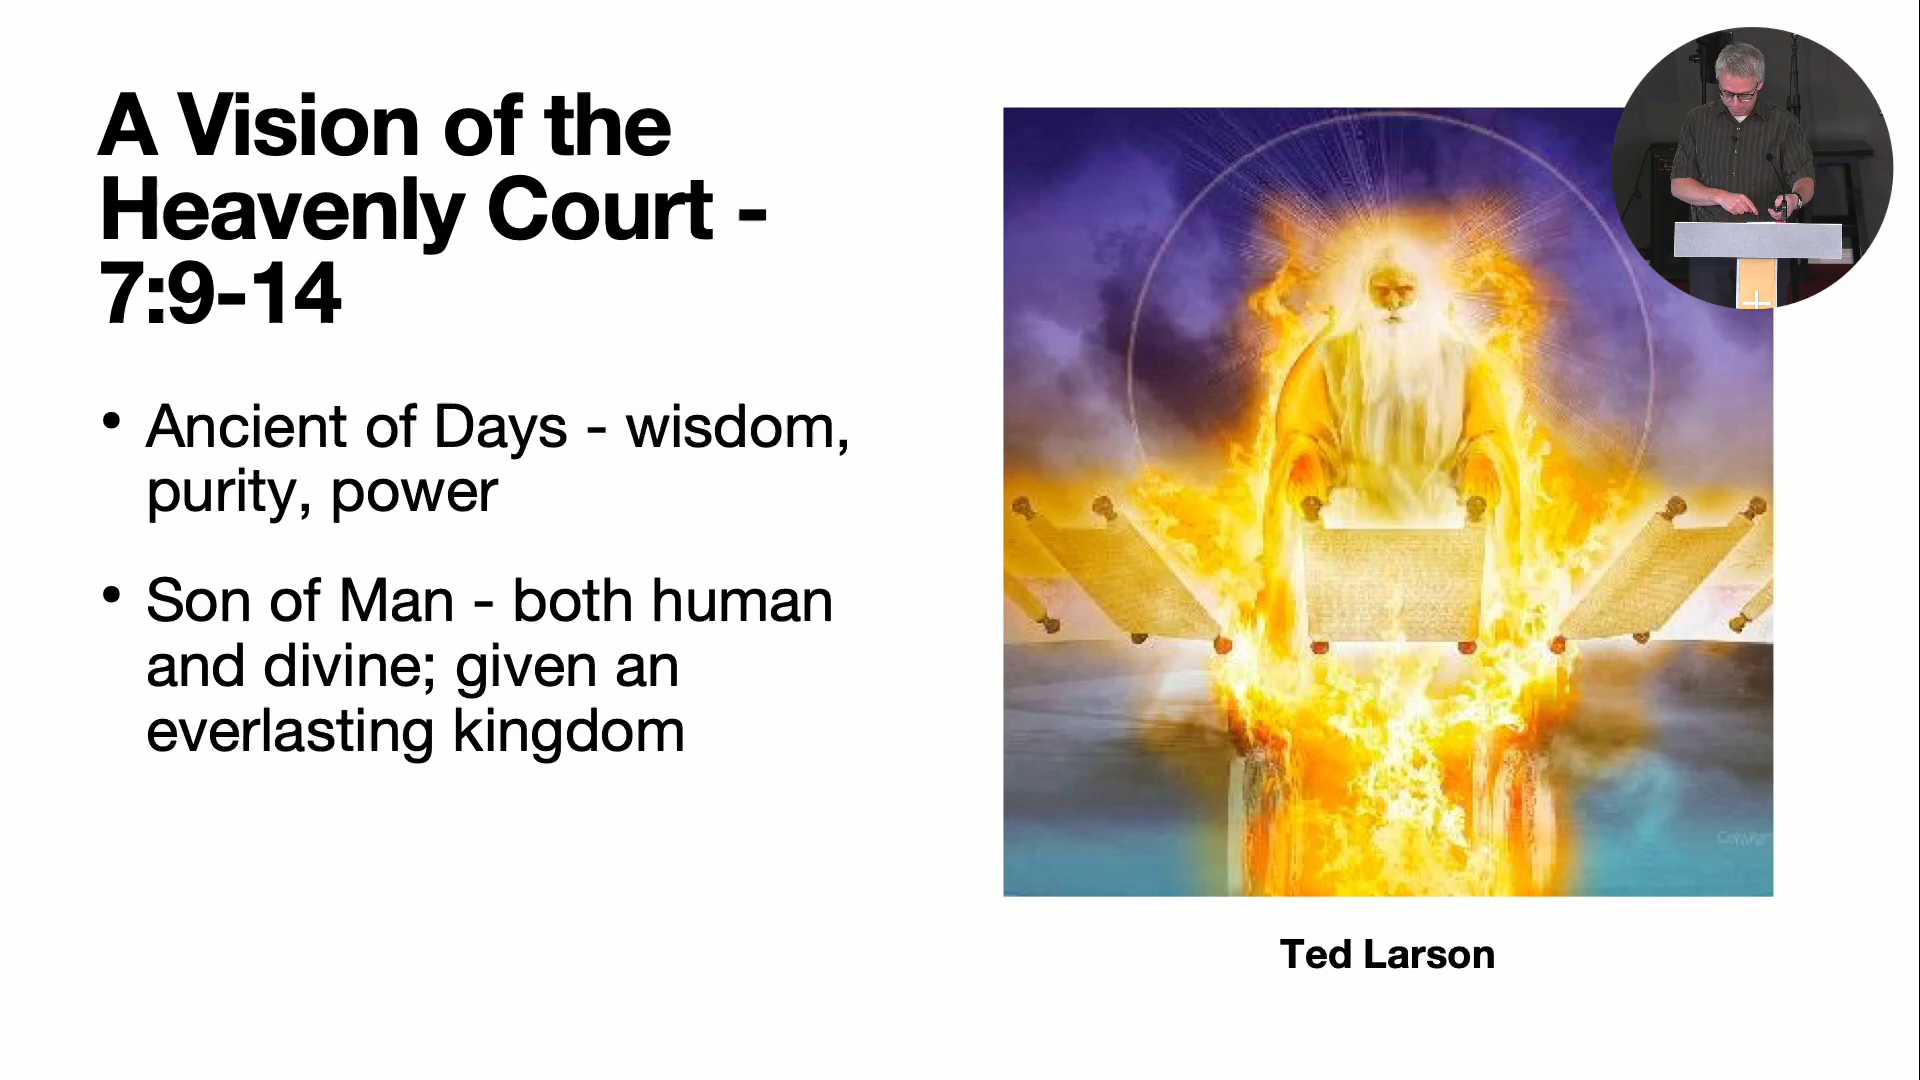 A Vision of the
Heavenly Court -
7:9-14
• Ancient of Days - wisdom,
purity, power
• Son of Man - both human
and divine; given an
everlasting kingdom
Ted Larson